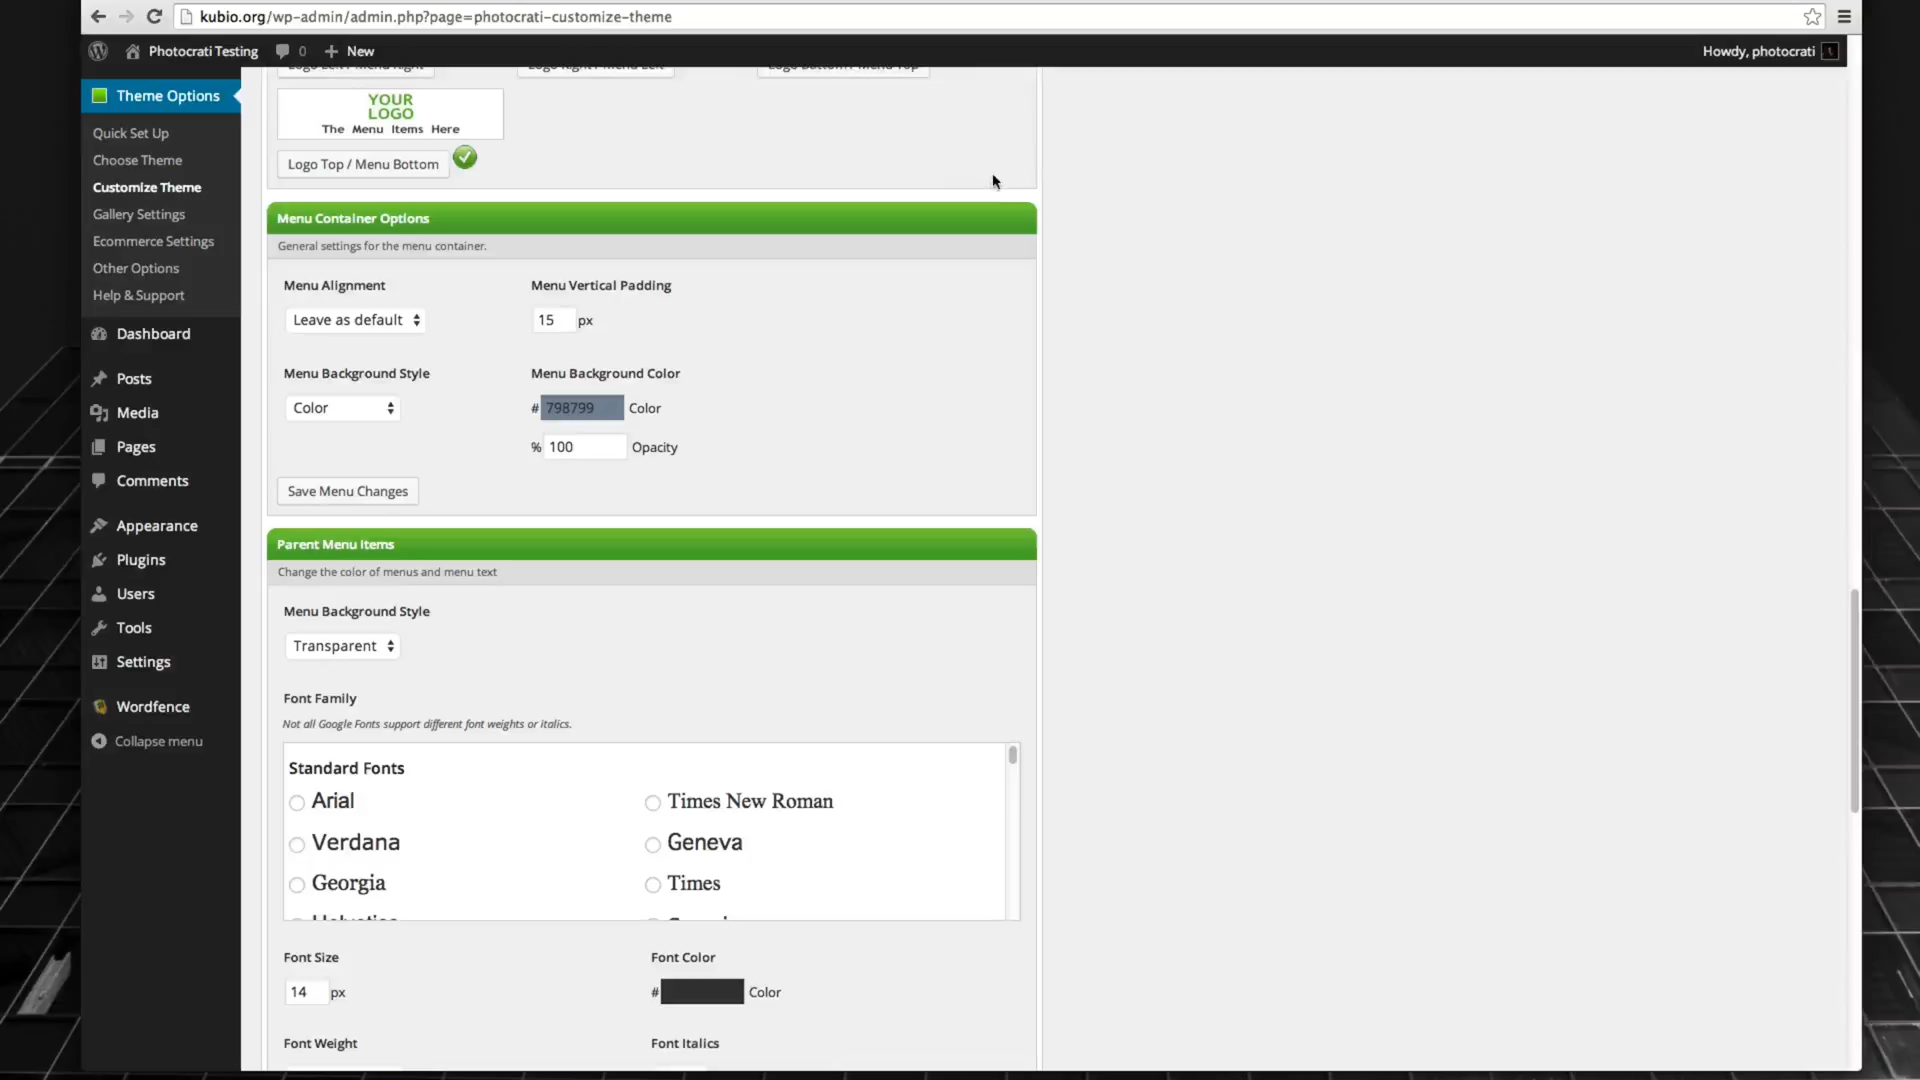 kubio.org/wp-admin/admin.php?page=photocrati-customize-theme
Photocrati Testing 0 New Howdy, photocrati
Theme Options
Quick Set Up
Choose Theme
Customize Theme
Gallery Settings
Ecommerce Settings
Other Options
Help & Support
Dashboard
Posts
Media
Pages
Comments
Appearance
Plugins
Users
Tools
Settings
Wordfence
Collapse menu
YOUR
LOGO
The Menu Items Here
Logo Top / Menu Bottom
Menu Container Options
General settings for the menu container.
Menu Alignment Menu Vertical Padding
Leave as default 15 px
Menu Background Style Menu Background Color
Color # 798799 Color
% 100 Opacity
Save Menu Changes
Parent Menu Items
Change the color of menus and menu text
Menu Background Style
Transparent
Font Family
Not all Google Fonts support different font weights or italics.
Standard Fonts
Arial Times New Roman
Verdana Geneva
Georgia Times
Font Size Font Color
14 px # Color
Font Weight Font Italics